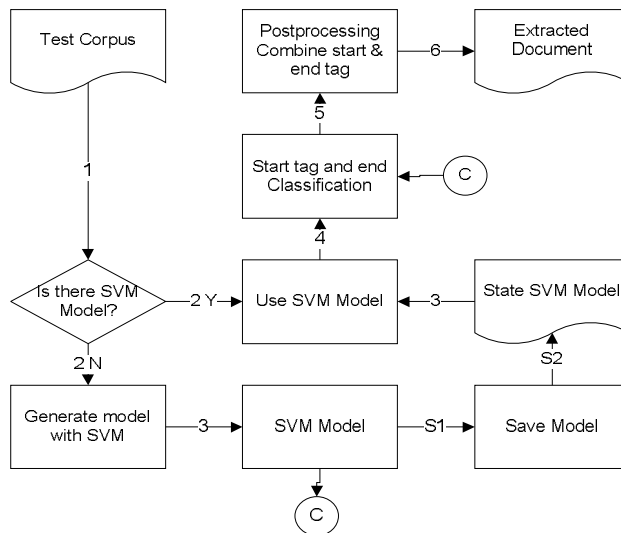 Test Corpus
Postprocessing
Combine start &
end tag
6
Extracted
Document
5
1
Start tag and end
Classification
C
4
Is there SVM
Model?
2 Y
Use SVM Model
3
State SVM Model
2 N
S2
Generate model
with SVM
3
SVM Model
S1
Save Model
C